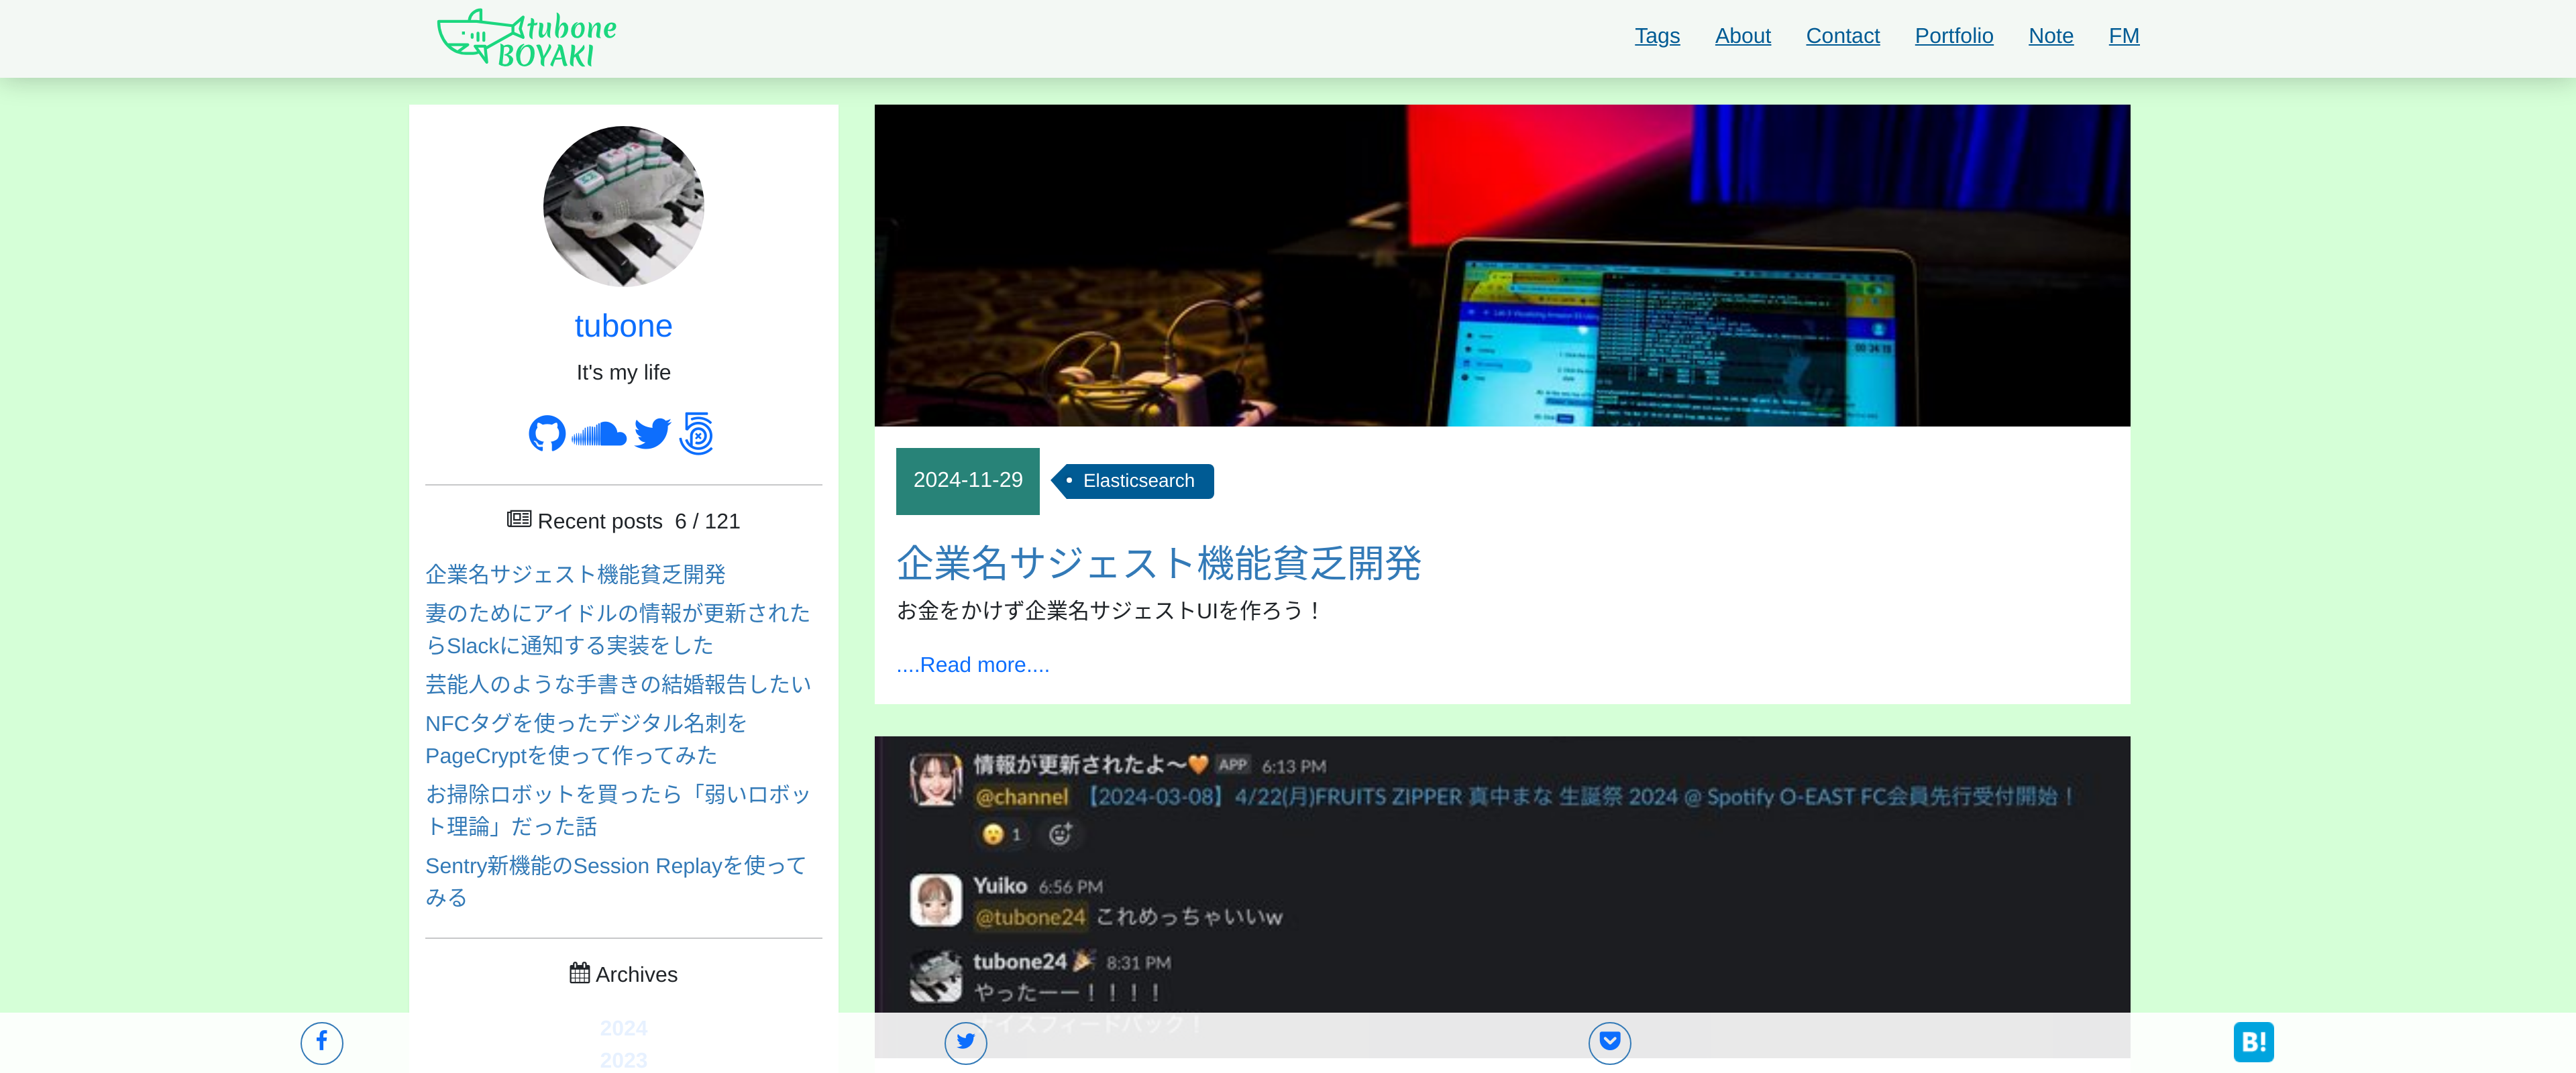 tubone
BOYAKI
Tags About Contact Portfolio Note FM
tubone
It's my life
Recent posts 6 / 121
企業名サジェスト機能貧乏開発
妻のためにアイドルの情報が更新された
らSlackに通知する実装をした
芸能人のような手書きの結婚報告したい
NFCタグを使ったデジタル名刺を
PageCryptを使って作ってみた
お掃除ロボットを買ったら「弱いロボッ
ト理論」だった話
Sentry新機能のSession Replayを使って
みる
Archives
2024
2023
2024-11-29 Elasticsearch
企業名サジェスト機能貧乏開発
お金をかけず企業名サジェストUIを作ろう！
....Read more....
情報が更新されたよ〜🧡 APP 6:13 PM
@channel 【2024-03-08】4/22(月)FRUITS ZIPPER 真中まな 生誕祭 2024 @ Spotify O-EAST FC会員先行受付開始！
1
Yuiko 6:56 PM
@tubone24 これめっちゃいいw
tubone24 🎉 8:31 PM
やったーー！！！！
ナイスフィードバック！
B!